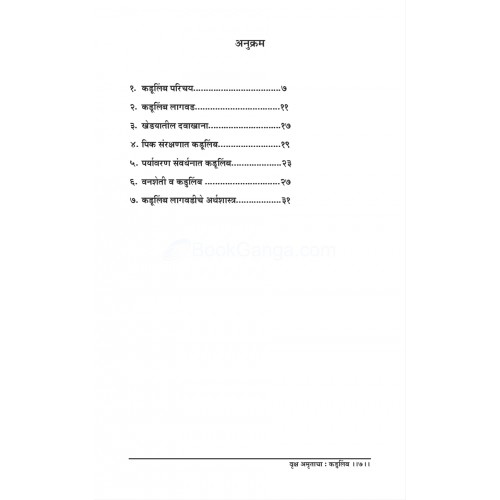 अनुक्रम
१. कडूलिंब परिचय..................................७
२. कडूलिंब लागवड.................................११
३. खेडयातील दवाखाना............................१७
४. पिक संरक्षणात कडूलिंब........................१९
५. पर्यावरण संवर्धनात कडूलिंब...................२३
६. वनशेती व कडुलिंब .............................२७
७. कडूलिंब लागवडीचे अर्थशास्त्र.................३१
BookGanga.com
वृक्ष अमृताचा : कडुलिंब ।।७।।